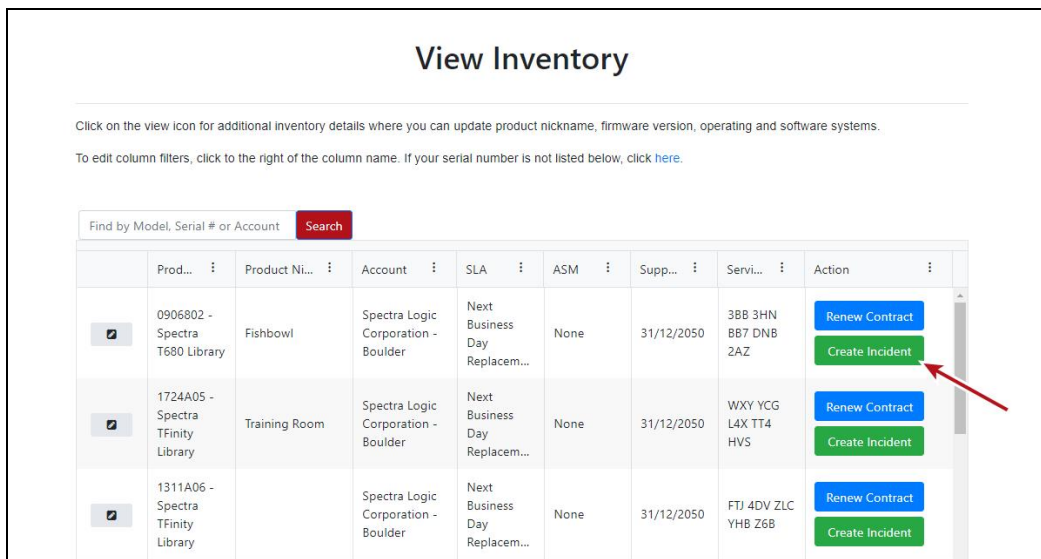 View Inventory
Click on the view icon for additional inventory details where you can update product nickname, firmware version, operating and software systems.
To edit column filters, click to the right of the column name. If your serial number is not listed below, click here.
Find by Model, Serial # or Account Search
Prod... Product Ni... Account SLA ASM Supp... Servi... Action
0906802 -
Spectra
T680 Library
Fishbowl
Spectra Logic
Corporation -
Boulder
Next
Business
Day
Replacem...
None
31/12/2050
3BB 3HN
BB7 DNB
2AZ
Renew Contract
Create Incident
1724A05 -
Spectra
TFinity
Library
Training Room
Spectra Logic
Corporation -
Boulder
Next
Business
Day
Replacem...
None
31/12/2050
WXY YCG
L4X TT4
HVS
Renew Contract
Create Incident
1311A06 -
Spectra
TFinity
Library
Spectra Logic
Corporation -
Boulder
Next
Business
Day
Replacem...
None
31/12/2050
FTJ 4DV ZLC
YHB Z6B
Renew Contract
Create Incident